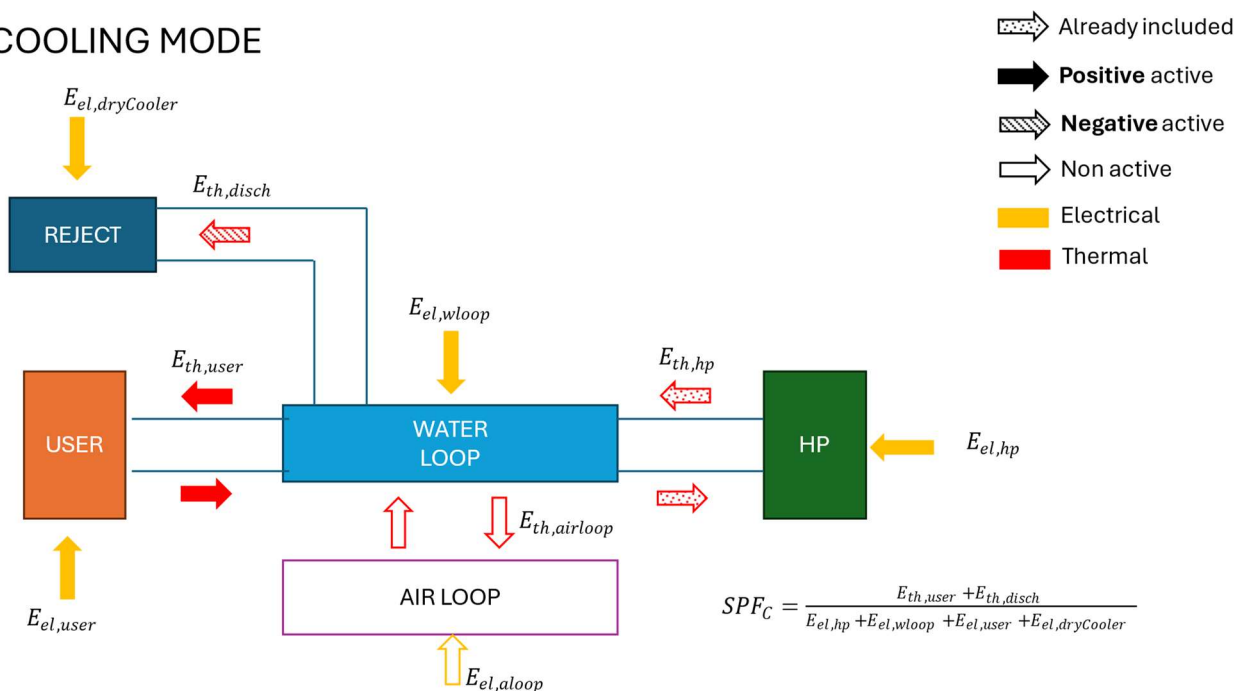 COOLING MODE
Already included
Positive active
Negative active
Non active
Electrical
Thermal
E_{el,dryCooler}
E_{th,disch}
REJECT
E_{el,wloop}
E_{th,user}
E_{th,hp}
USER
WATER
LOOP
HP
E_{el,hp}
E_{th,airloop}
AIR LOOP
E_{el,user}
E_{el,aloop}
SPF_C = \frac{E_{th,user} + E_{th,disch}}{E_{el,hp} + E_{el,wloop} + E_{el,user} + E_{el,dryCooler}}